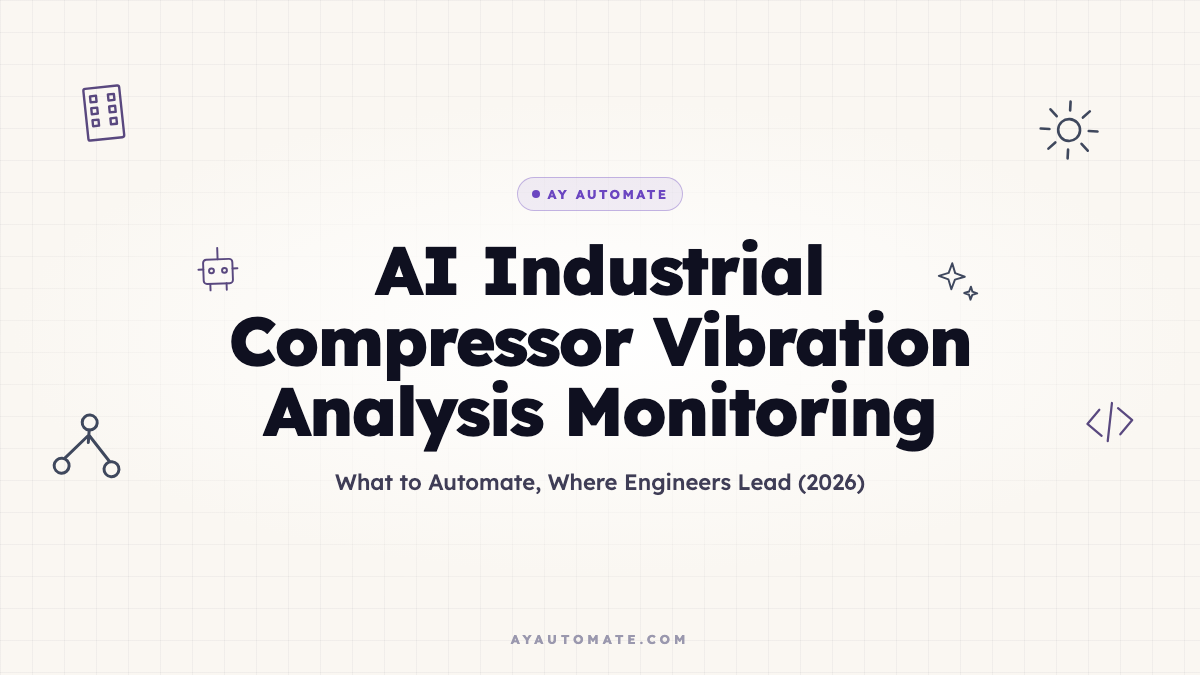 AY AUTOMATE
AI Industrial
Compressor Vibration
Analysis Monitoring
What to Automate, Where Engineers Lead (2026)
AYAUTOMATE.COM